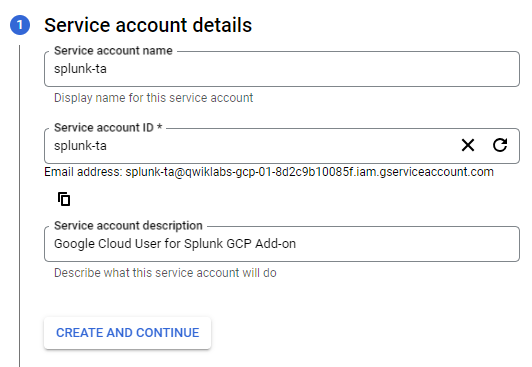 1 Service account details
Service account name
splunk-ta
Display name for this service account
Service account ID *
splunk-ta
Email address: splunk-ta@qwiklabs-gcp-01-8d2c9b10085f.iam.gserviceaccount.com
Service account description
Google Cloud User for Splunk GCP Add-on
Describe what this service account will do
CREATE AND CONTINUE